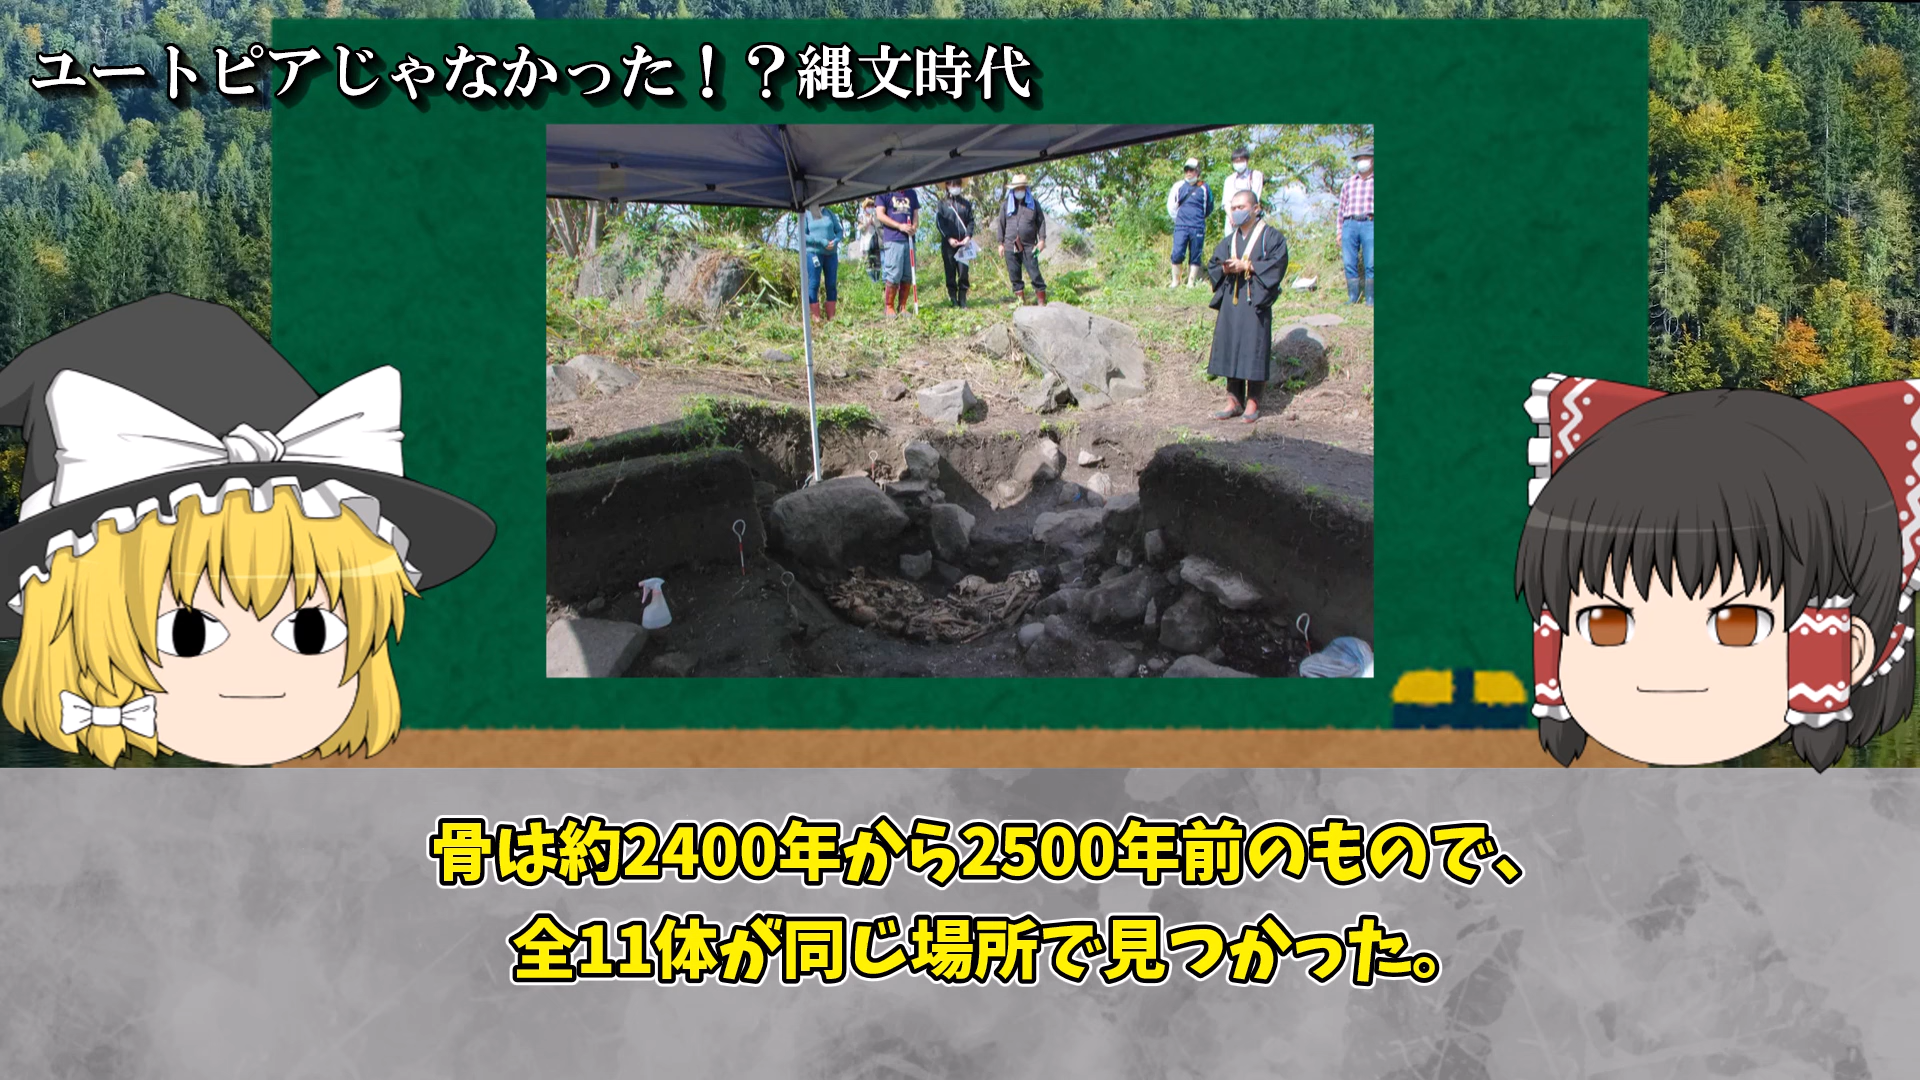 ユートピアじゃなかった！？縄文時代
骨は約2400年から2500年前のもので、
全11体が同じ場所で見つかった。